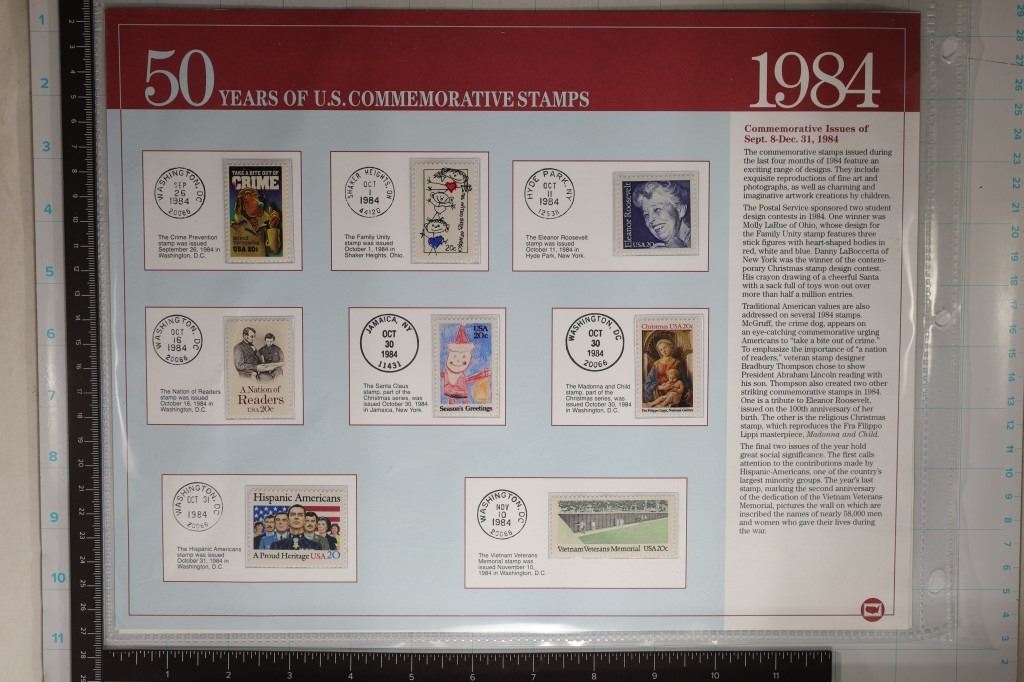 50 YEARS OF U.S. COMMEMORATIVE STAMPS
1984
Commemorative Issues of
Sept. 8-Dec. 31, 1984
The commemorative stamps issued during
the last four months of 1984 feature an
exciting range of designs. They include
exquisite reproductions of fine art and
photographs, as well as charming and
imaginative artwork creations by children.
The Postal Service sponsored two student
design contests in 1984. One winner was
Molly LaRue of Ohio, whose design for
the Family Unity stamp features three
stick figures with heart-shaped bodies in
red, white and blue. Danny LaBoccetta of
New York was the winner of the contem-
porary Christmas stamp design contest.
His crayon drawing of a cheerful Santa
with a sack full of toys won out over
more than half a million entries.
Traditional American values are also
addressed on several 1984 stamps.
McGruff, the crime dog, appears on
an eye-catching commemorative urging
Americans to "take a bite out of crime."
To emphasize the importance of "a nation
of readers," veteran stamp designer
Bradbury Thompson chose to show
President Abraham Lincoln reading with
his son. Thompson also created two other
striking commemorative stamps in 1984.
One is a tribute to Eleanor Roosevelt,
issued on the 100th anniversary of her
birth. The other is the religious Christmas
stamp, which reproduces the Fra Filippo
Lippi masterpiece, Madonna and Child.
The final two issues of the year hold
great social significance. The first calls
attention to the contributions made by
Hispanic-Americans, one of the country's
largest minority groups. The year's last
stamp, marking the second anniversary
of the dedication of the Vietnam Veterans
Memorial, pictures the wall on which are
inscribed the names of nearly 58,000 men
and women who gave their lives during
the war.
WASHINGTON, DC
SEP
26
1984
20066
TAKE A BITE OUT OF
CRIME
USA 20c
The Crime Prevention
stamp was issued
September 26, 1984 in
Washington, D.C.
SHAKER HEIGHTS, OH
OCT
1
1984
44120
20c
The Family Unity
stamp was issued
October 1, 1984 in
Shaker Heights, Ohio.
HYDE PARK, NY
OCT
11
1984
12538
Eleanor Roosevelt
USA 20c
The Eleanor Roosevelt
stamp was issued
October 11, 1984 in
Hyde Park, New York.
WASHINGTON, DC
OCT
16
1984
20066
A Nation of
Readers
USA 20c
The Nation of Readers
stamp was issued
October 16, 1984 in
Washington, D.C.
JAMAICA, NY
OCT
30
1984
11431
USA
20c
Season's Greetings
The Santa Claus
stamp, part of the
Christmas series, was
issued October 30, 1984
in Jamaica, New York.
WASHINGTON, DC
OCT
30
1984
20066
Christmas USA 20c
Fra Filippo Lippi, National Gallery
The Madonna and Child
stamp, part of the
Christmas series, was
issued October 30, 1984 in
Washington, D.C.
WASHINGTON, DC
OCT 31
1984
20066
Hispanic Americans
A Proud Heritage USA 20
The Hispanic Americans
stamp was issued
October 31, 1984 in
Washington, D.C.
WASHINGTON, DC
NOV
10
1984
20066
Vietnam Veterans Memorial USA 20c
The Vietnam Veterans
Memorial stamp was
issued November 10,
1984 in Washington, D.C.